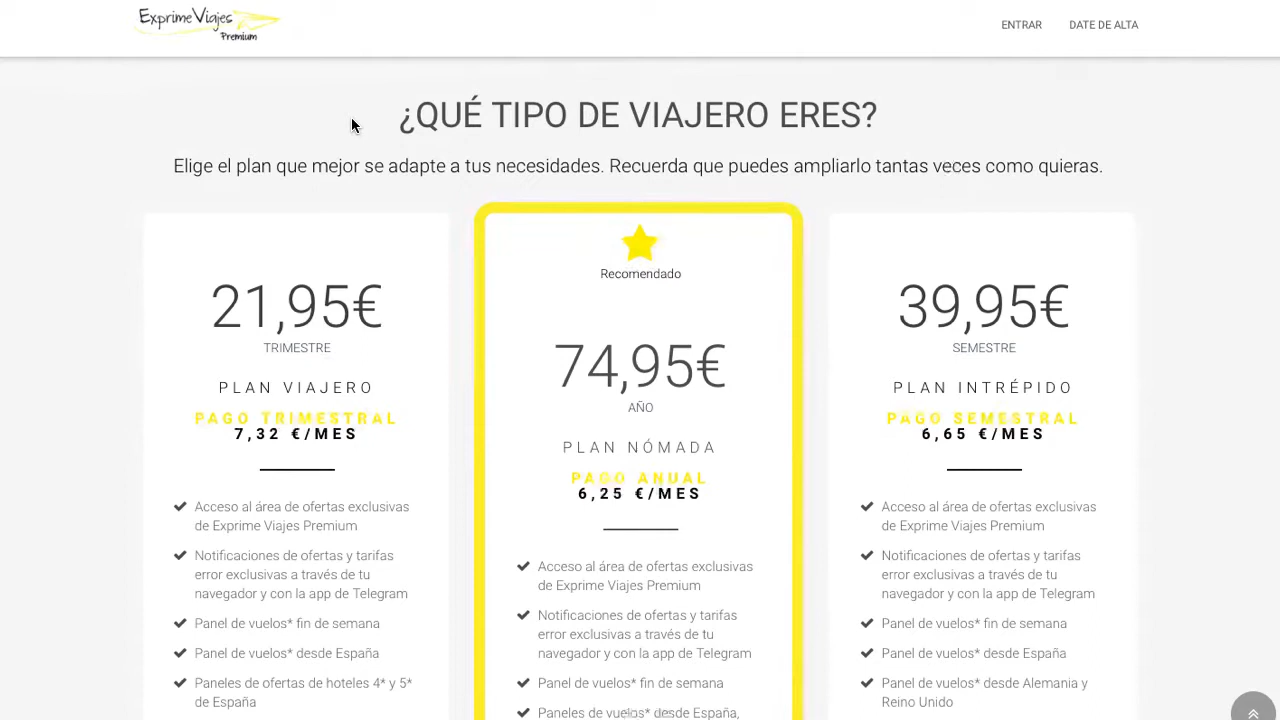 Exprime Viajes
Premium
ENTRAR
DATE DE ALTA
¿QUÉ TIPO DE VIAJERO ERES?
Elige el plan que mejor se adapte a tus necesidades. Recuerda que puedes ampliarlo tantas veces como quieras.
21,95€
TRIMESTRE
PLAN VIAJERO
PAGO TRIMESTRAL
7,32 €/MES
Acceso al área de ofertas exclusivas
de Exprime Viajes Premium
Notificaciones de ofertas y tarifas
error exclusivas a través de tu
navegador y con la app de Telegram
Panel de vuelos* fin de semana
Panel de vuelos* desde España
Paneles de ofertas de hoteles 4* y 5*
de España
Recomendado
74,95€
AÑO
PLAN NÓMADA
PAGO ANUAL
6,25 €/MES
Acceso al área de ofertas exclusivas
de Exprime Viajes Premium
Notificaciones de ofertas y tarifas
error exclusivas a través de tu
navegador y con la app de Telegram
Panel de vuelos* fin de semana
Paneles de vuelos* desde España,
39,95€
SEMESTRE
PLAN INTRÉPIDO
PAGO SEMESTRAL
6,65 €/MES
Acceso al área de ofertas exclusivas
de Exprime Viajes Premium
Notificaciones de ofertas y tarifas
error exclusivas a través de tu
navegador y con la app de Telegram
Panel de vuelos* fin de semana
Panel de vuelos* desde España
Panel de vuelos* desde Alemania y
Reino Unido